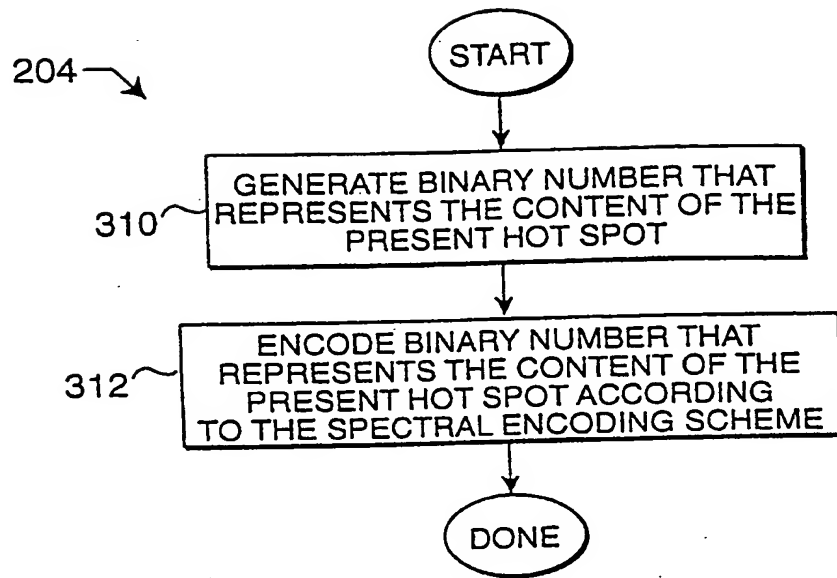 START
204
GENERATE BINARY NUMBER THAT
REPRESENTS THE CONTENT OF THE
PRESENT HOT SPOT
310
ENCODE BINARY NUMBER THAT
REPRESENTS THE CONTENT OF THE
PRESENT HOT SPOT ACCORDING
TO THE SPECTRAL ENCODING SCHEME
312
DONE